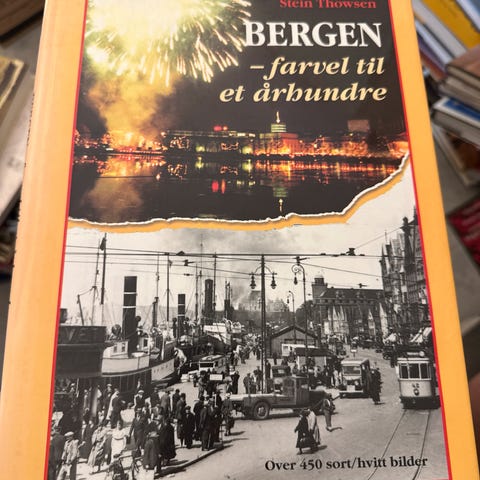 Stein Thowsen
BERGEN
– farvel til
et århundre
Over 450 sort/hvitt bilder